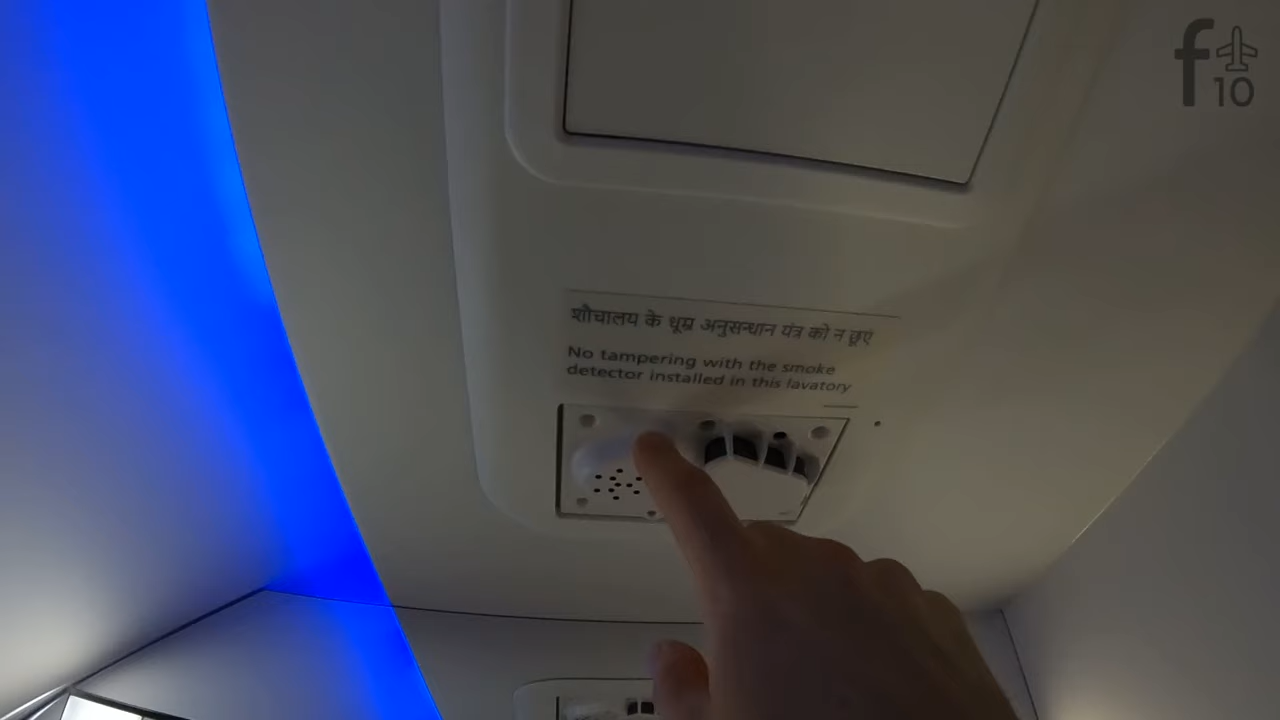 f
10
शौचालय के धूम्र अनुसन्धान यंत्र को न छूएं
No tampering with the smoke
detector installed in this lavatory